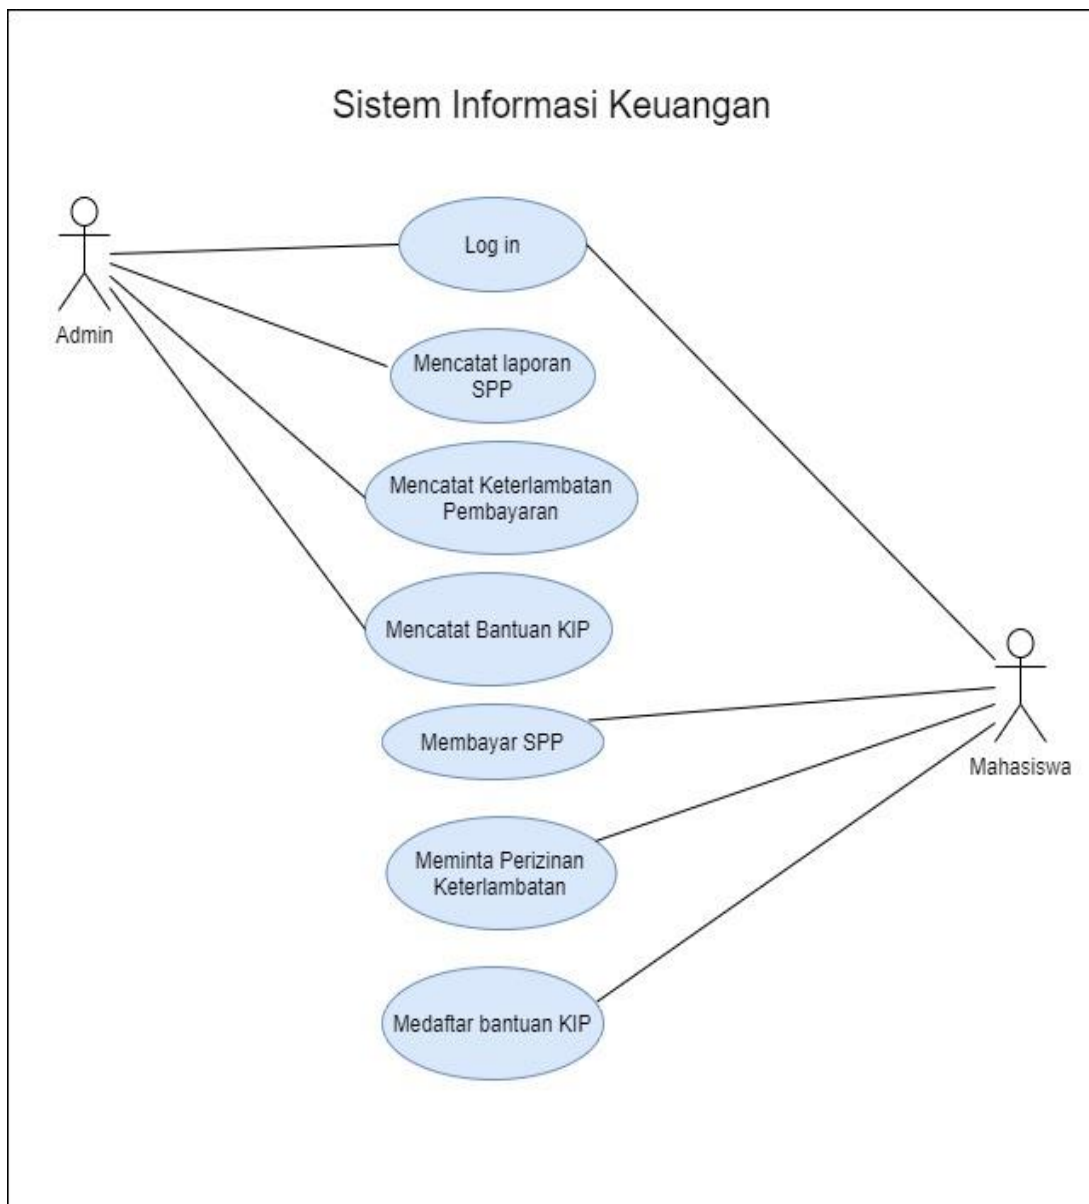 Sistem Informasi Keuangan
Log in
Admin
Mencatat laporan
SPP
Mencatat Keterlambatan
Pembayaran
Mencatat Bantuan KIP
Membayar SPP
Mahasiswa
Meminta Perizinan
Keterlambatan
Medaftar bantuan KIP